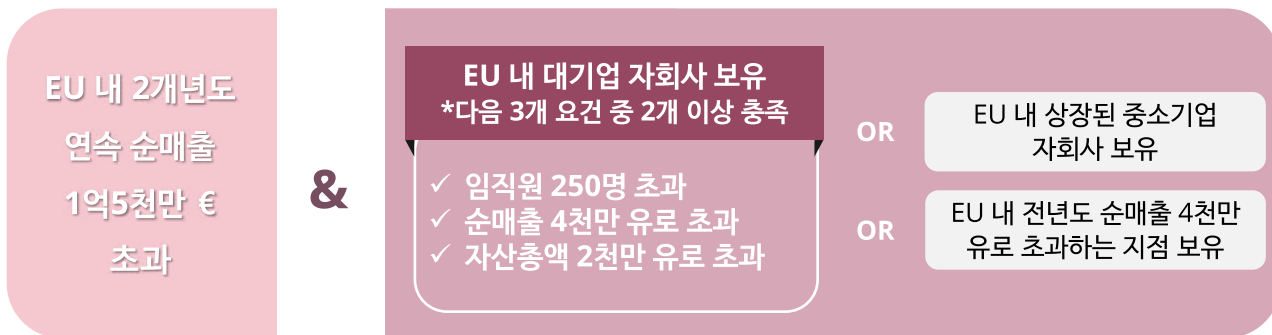 EU 내 2개년도
연속 순매출
1억5천만 €
초과
&
EU 내 대기업 자회사 보유
*다음 3개 요건 중 2개 이상 충족
✓ 임직원 250명 초과
✓ 순매출 4천만 유로 초과
✓ 자산총액 2천만 유로 초과
OR
EU 내 상장된 중소기업
자회사 보유
OR
EU 내 전년도 순매출 4천만
유로 초과하는 지점 보유